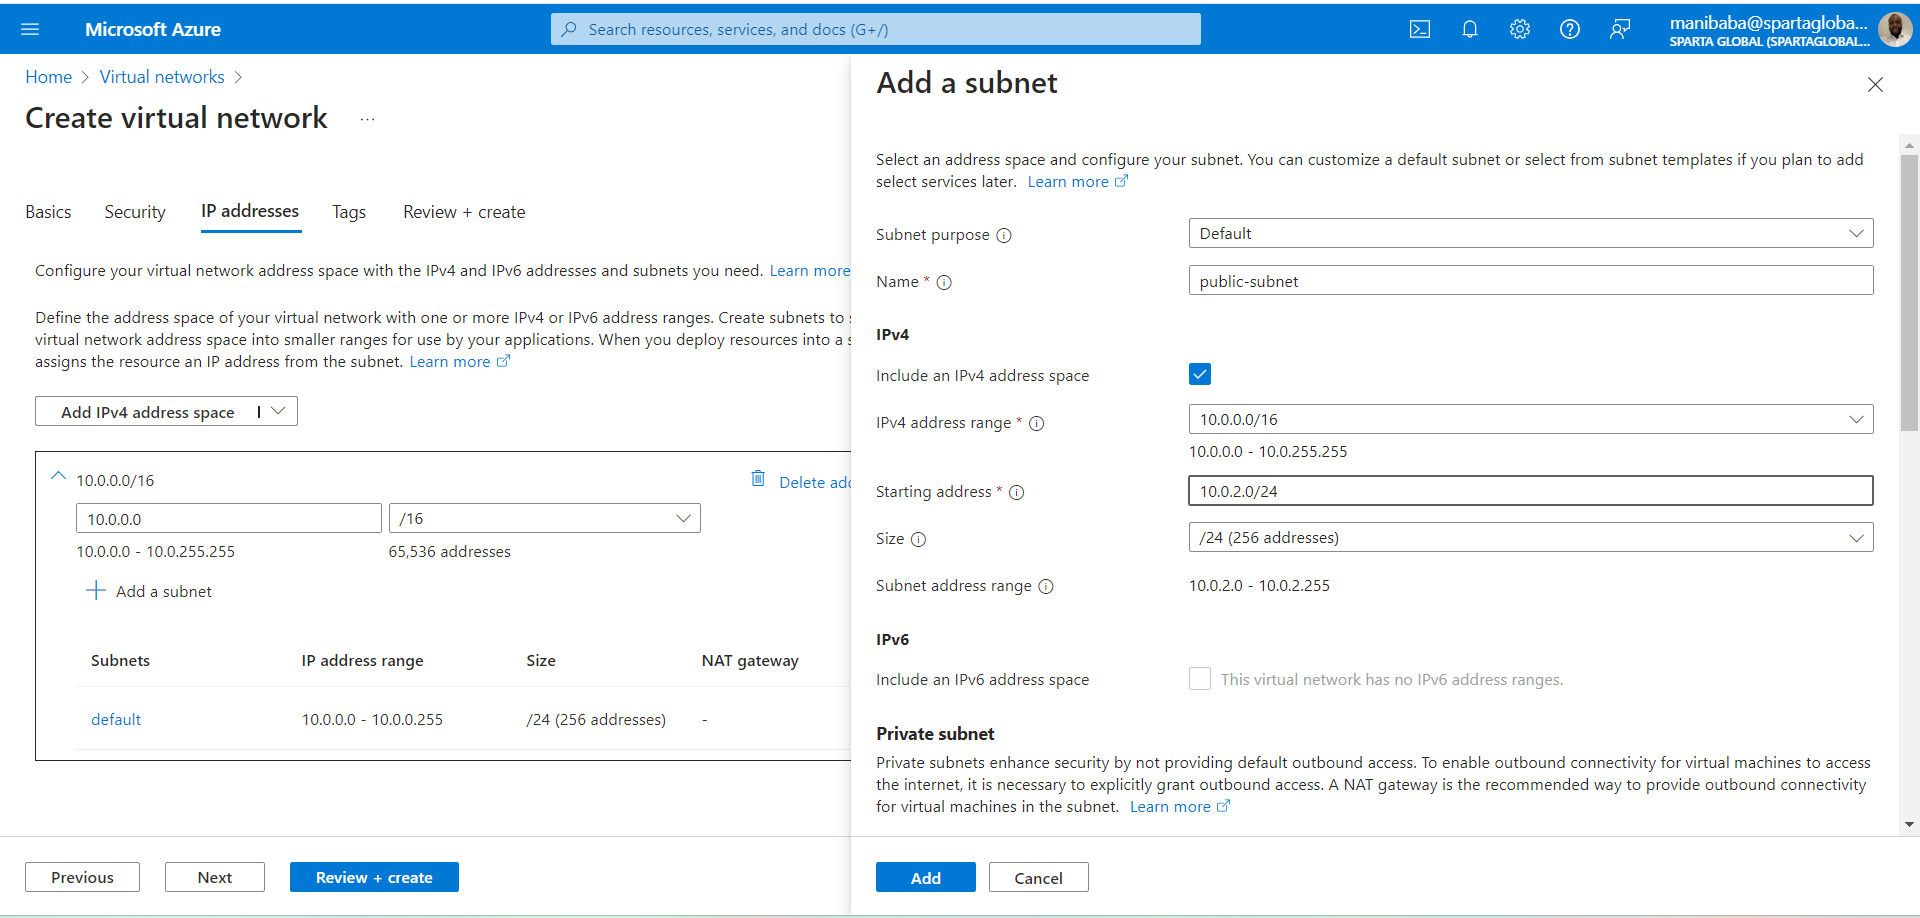 Microsoft Azure
Search resources, services, and docs (G+/)
manibaba@spartagloba...
SPARTA GLOBAL (SPARTAGLOBAL....
Home > Virtual networks >
Create virtual network ...
Basics Security IP addresses Tags Review + create
Configure your virtual network address space with the IPv4 and IPv6 addresses and subnets you need. Learn more
Define the address space of your virtual network with one or more IPv4 or IPv6 address ranges. Create subnets to
virtual network address space into smaller ranges for use by your applications. When you deploy resources into a
assigns the resource an IP address from the subnet. Learn more
Add IPv4 address space |
10.0.0.0/16
Delete
10.0.0.0 /16
10.0.0.0 - 10.0.255.255 65,536 addresses
+ Add a subnet
Subnets IP address range Size NAT gateway
default 10.0.0.0 - 10.0.0.255 /24 (256 addresses) -
Previous Next Review + create
Add a subnet
Select an address space and configure your subnet. You can customize a default subnet or select from subnet templates if you plan to add
select services later. Learn more
Subnet purpose Default
Name * public-subnet
IPv4
Include an IPv4 address space
IPv4 address range * 10.0.0.0/16
10.0.0.0 - 10.0.255.255
Starting address * 10.0.2.0/24
Size /24 (256 addresses)
Subnet address range 10.0.2.0 - 10.0.2.255
IPv6
Include an IPv6 address space This virtual network has no IPv6 address ranges.
Private subnet
Private subnets enhance security by not providing default outbound access. To enable outbound connectivity for virtual machines to access
the internet, it is necessary to explicitly grant outbound access. A NAT gateway is the recommended way to provide outbound connectivity
for virtual machines in the subnet. Learn more
Add Cancel